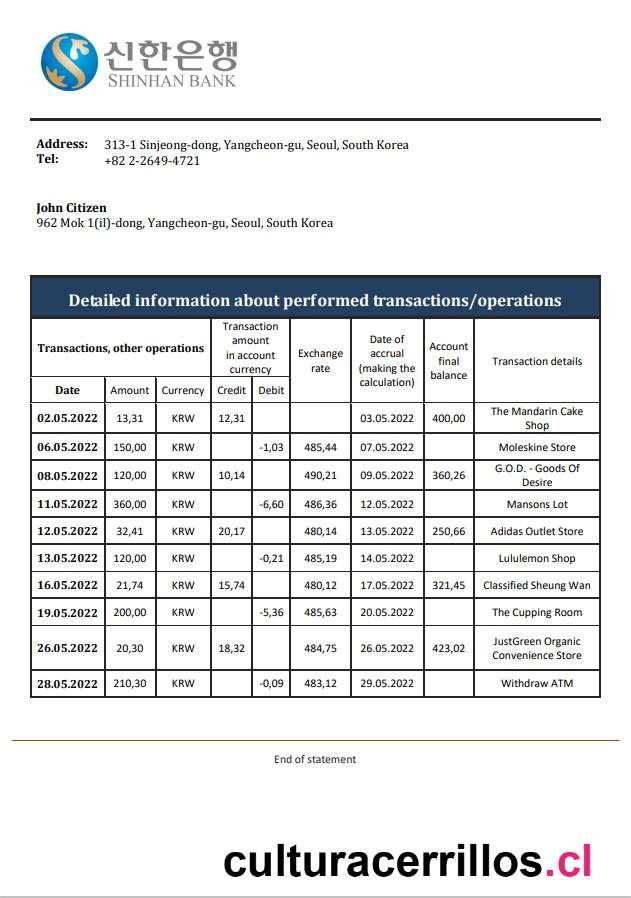 신한은행
SHINHAN BANK
Address: 313-1 Sinjeong-dong, Yangcheon-gu, Seoul, South Korea
Tel: +82 2-2649-4721
John Citizen
962 Mok 1(il)-dong, Yangcheon-gu, Seoul, South Korea
Detailed information about performed transactions/operations
Transactions, other operations
Transaction
amount
in account
currency
Exchange
rate
Date of
accrual
(making the
calculation)
Account
final
balance
Transaction details
Date Amount Currency Credit Debit
02.05.2022 13,31 KRW 12,31 03.05.2022 400,00 The Mandarin Cake
Shop
06.05.2022 150,00 KRW -1,03 485,44 07.05.2022 Moleskine Store
08.05.2022 120,00 KRW 10,14 490,21 09.05.2022 360,26 G.O.D. - Goods Of
Desire
11.05.2022 360,00 KRW -6,60 486,36 12.05.2022 Mansons Lot
12.05.2022 32,41 KRW 20,17 480,14 13.05.2022 250,66 Adidas Outlet Store
13.05.2022 120,00 KRW -0,21 485,19 14.05.2022 Lululemon Shop
16.05.2022 21,74 KRW 15,74 480,12 17.05.2022 321,45 Classified Sheung Wan
19.05.2022 200,00 KRW -5,36 485,63 20.05.2022 The Cupping Room
26.05.2022 20,30 KRW 18,32 484,75 26.05.2022 423,02 JustGreen Organic
Convenience Store
28.05.2022 210,30 KRW -0,09 483,12 29.05.2022 Withdraw ATM
End of statement
culturacerrillos.cl